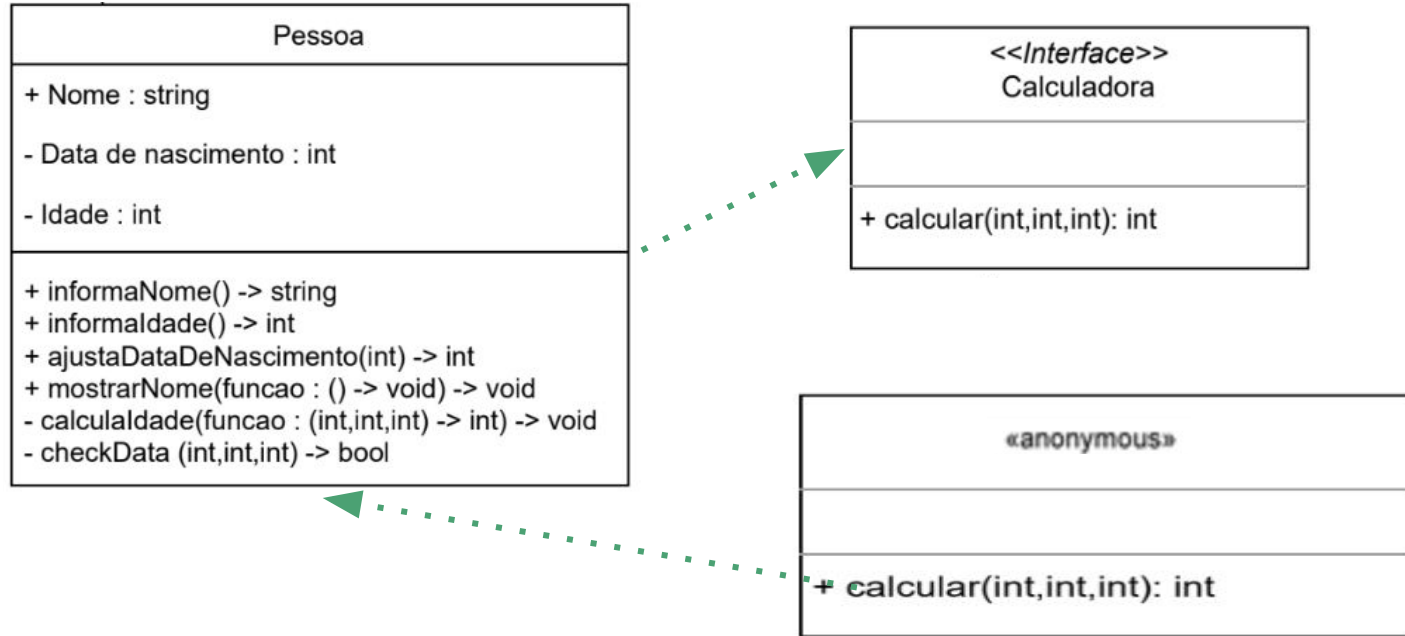 Pessoa
+ Nome : string
- Data de nascimento : int
- Idade : int
+ informaNome() -> string
+ informaIdade() -> int
+ ajustaDataDeNascimento(int) -> int
+ mostrarNome(funcao : () -> void) -> void
- calculaIdade(funcao : (int,int,int) -> int) -> void
- checkData (int,int,int) -> bool
<<Interface>>
Calculadora
+ calcular(int,int,int): int
«anonymous»
+ calcular(int,int,int): int